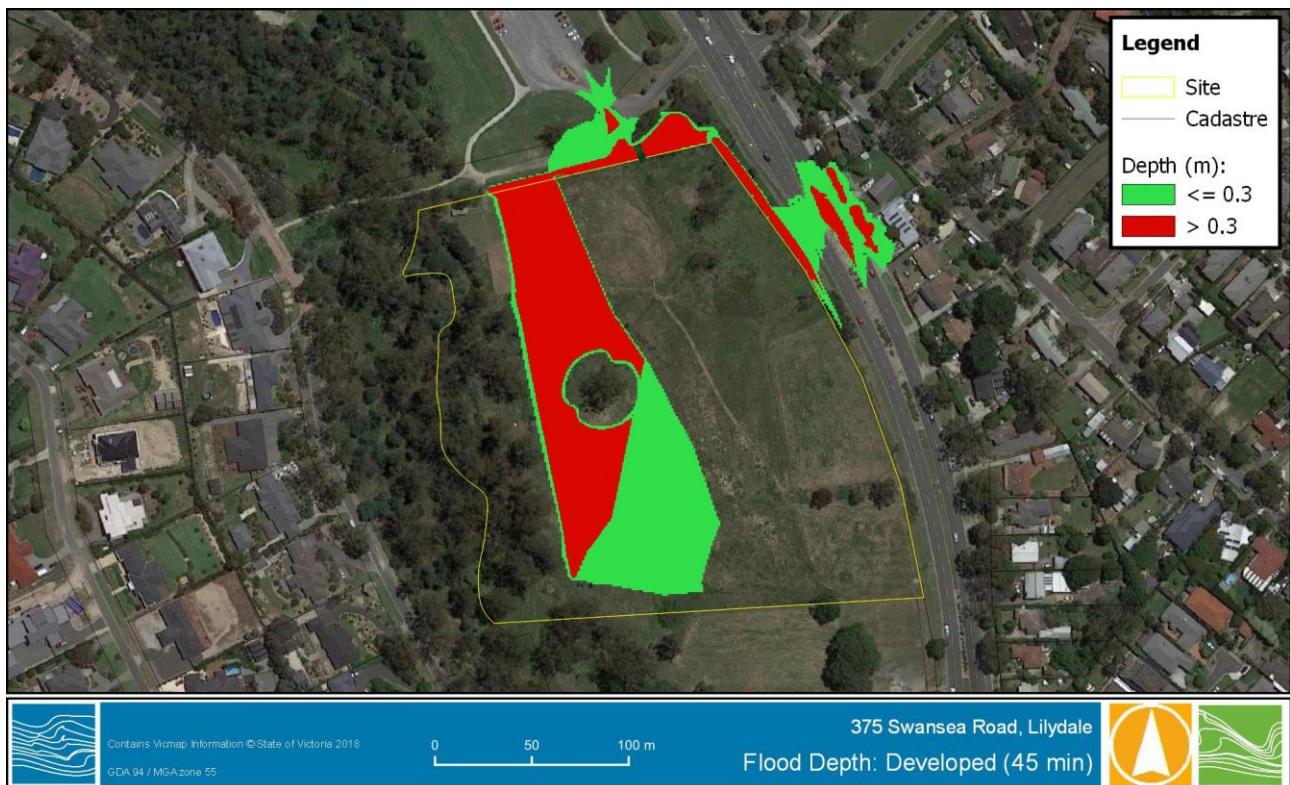 Legend
Site
Cadastre
Depth (m):
<= 0.3
> 0.3
Contains Vicmap Information © State of Victoria 2018
GDA 94 / MGA zone 55
0 50 100 m
375 Swansea Road, Lilydale
Flood Depth: Developed (45 min)